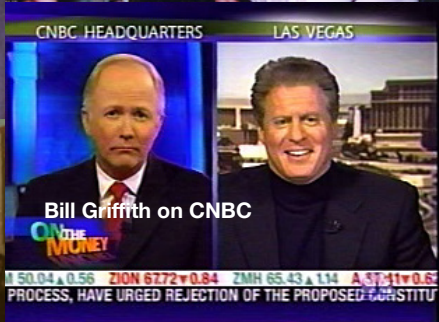 CNBC HEADQUARTERS LAS VEGAS
Bill Griffith on CNBC
ON THE
MONEY
50.04▲0.56 ZION 67.72▼0.84 ZMH 65.43▲1.14
PROCESS, HAVE URGED REJECTION OF THE PROPOSED CONSTITUT